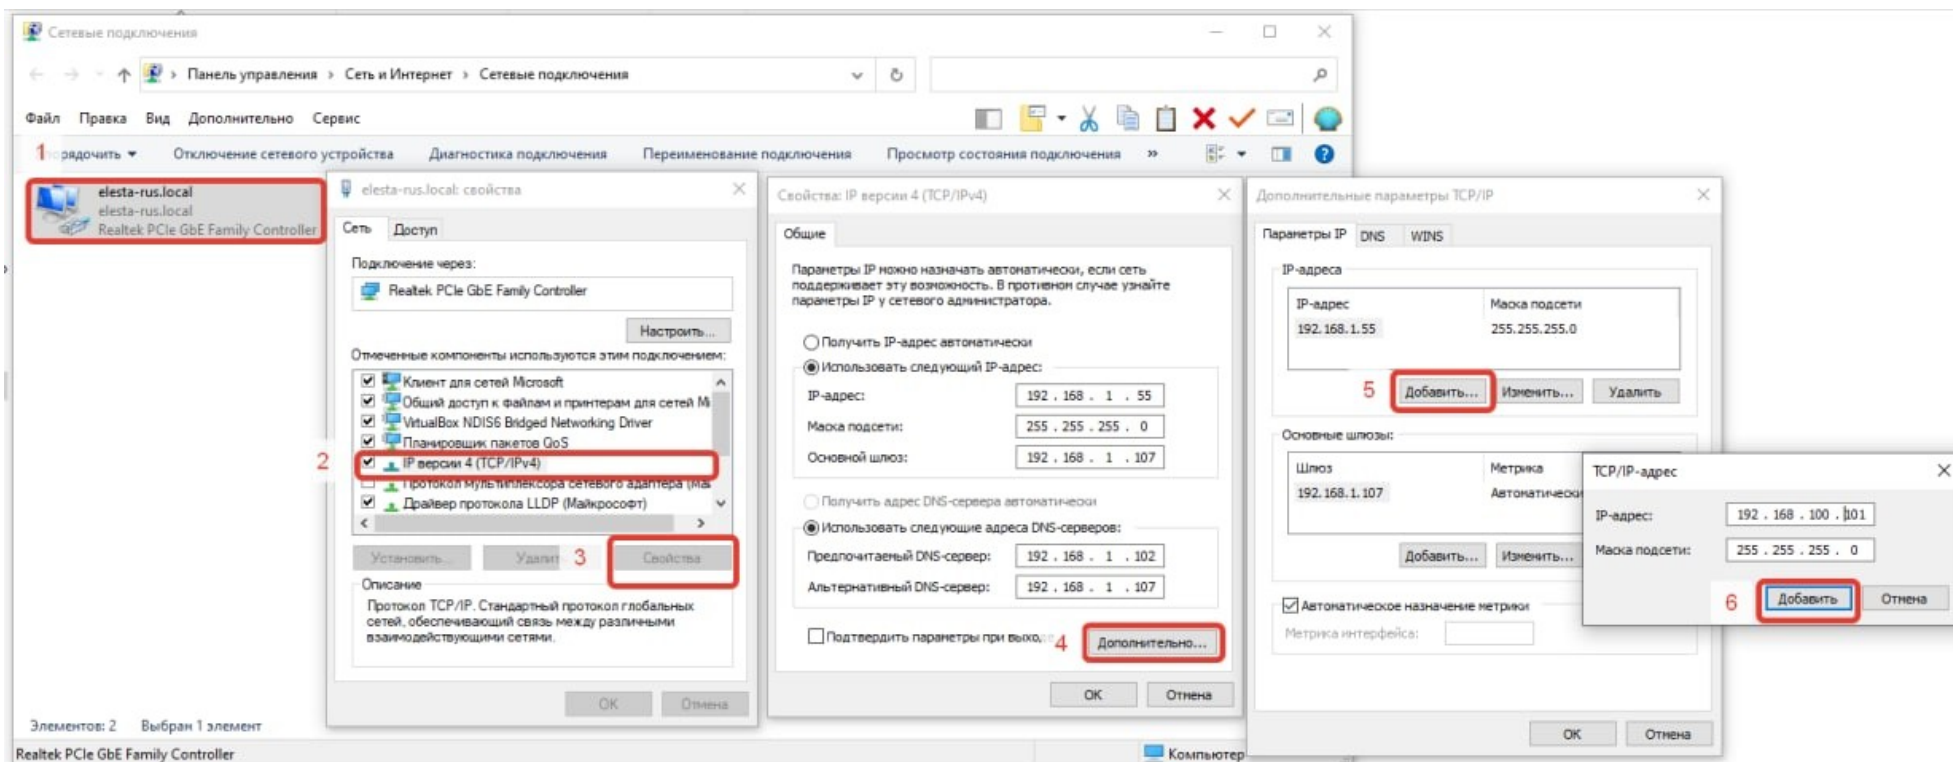 Сетевые подключения
Панель управления > Сеть и Интернет > Сетевые подключения
Файл Правка Вид Дополнительно Сервис
1 орядочить Отключение сетевого устройства Диагностика подключения Переименование подключения Просмотр состояния подключения »
elesta-rus.local
elesta-rus.local
Realtek PCIe GbE Family Controller
elesta-rus.local: свойства
Сеть Доступ
Подключение через:
Realtek PCIe GbE Family Controller
Настроить...
Отмеченные компоненты используются этим подключением:
Клиент для сетей Microsoft
Общий доступ к файлам и принтерам для сетей Mi
VirtualBox NDIS6 Bridged Networking Driver
Планировщик пакетов QoS
2 IP версии 4 (TCP/IPv4)
Протокол мультиплексора сетевого адаптера (Май
Драйвер протокола LLDP (Майкрософт)
Установить... Удалит 3 Свойства
Описание
Протокол TCP/IP. Стандартный протокол глобальных
сетей, обеспечивающий связь между различными
взаимодействующими сетями.
ОК Отмена
Свойства: IP версии 4 (TCP/IPv4)
Общие
Параметры IP можно назначать автоматически, если сеть
поддерживает эту возможность. В противном случае узнайте
параметры IP у сетевого администратора.
Получить IP-адрес автоматически
Использовать следующий IP-адрес:
IP-адрес: 192 . 168 . 1 . 55
Маска подсети: 255 . 255 . 255 . 0
Основной шлюз: 192 . 168 . 1 . 107
Получить адрес DNS-сервера автоматически
Использовать следующие адреса DNS-серверов:
Предпочитаемый DNS-сервер: 192 . 168 . 1 . 102
Альтернативный DNS-сервер: 192 . 168 . 1 . 107
Подтвердить параметры при выходе 4 Дополнительно...
ОК Отмена
Дополнительные параметры TCP/IP
Параметры IP DNS WINS
IP-адреса
IP-адрес Маска подсети
192.168.1.55 255.255.255.0
5 Добавить... Изменить... Удалить
Основные шлюзы:
Шлюз Метрика
192.168.1.107 Автоматически
Добавить... Изменить...
Автоматическое назначение метрики
Метрика интерфейса:
ОК Отмена
TCP/IP-адрес
IP-адрес: 192 . 168 . 100 . 101
Маска подсети: 255 . 255 . 255 . 0
6 Добавить Отмена
Элементов: 2 Выбран 1 элемент
Realtek PCIe GbE Family Controller Компьютер